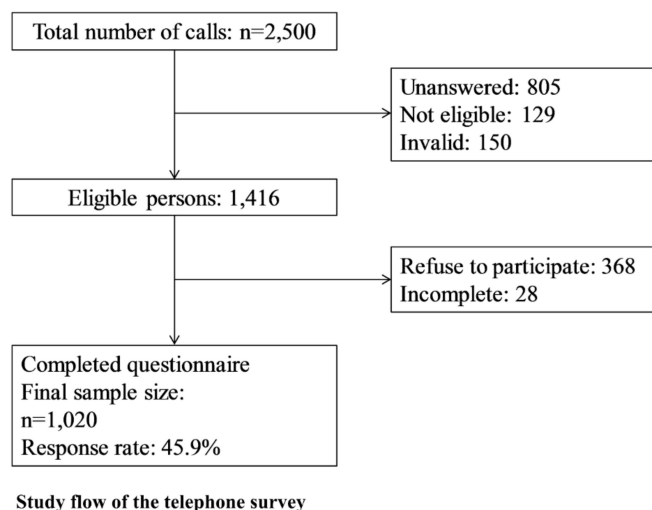 Total number of calls: n=2,500
Unanswered: 805
Not eligible: 129
Invalid: 150
Eligible persons: 1,416
Refuse to participate: 368
Incomplete: 28
Completed questionnaire
Final sample size:
n=1,020
Response rate: 45.9%
Study flow of the telephone survey